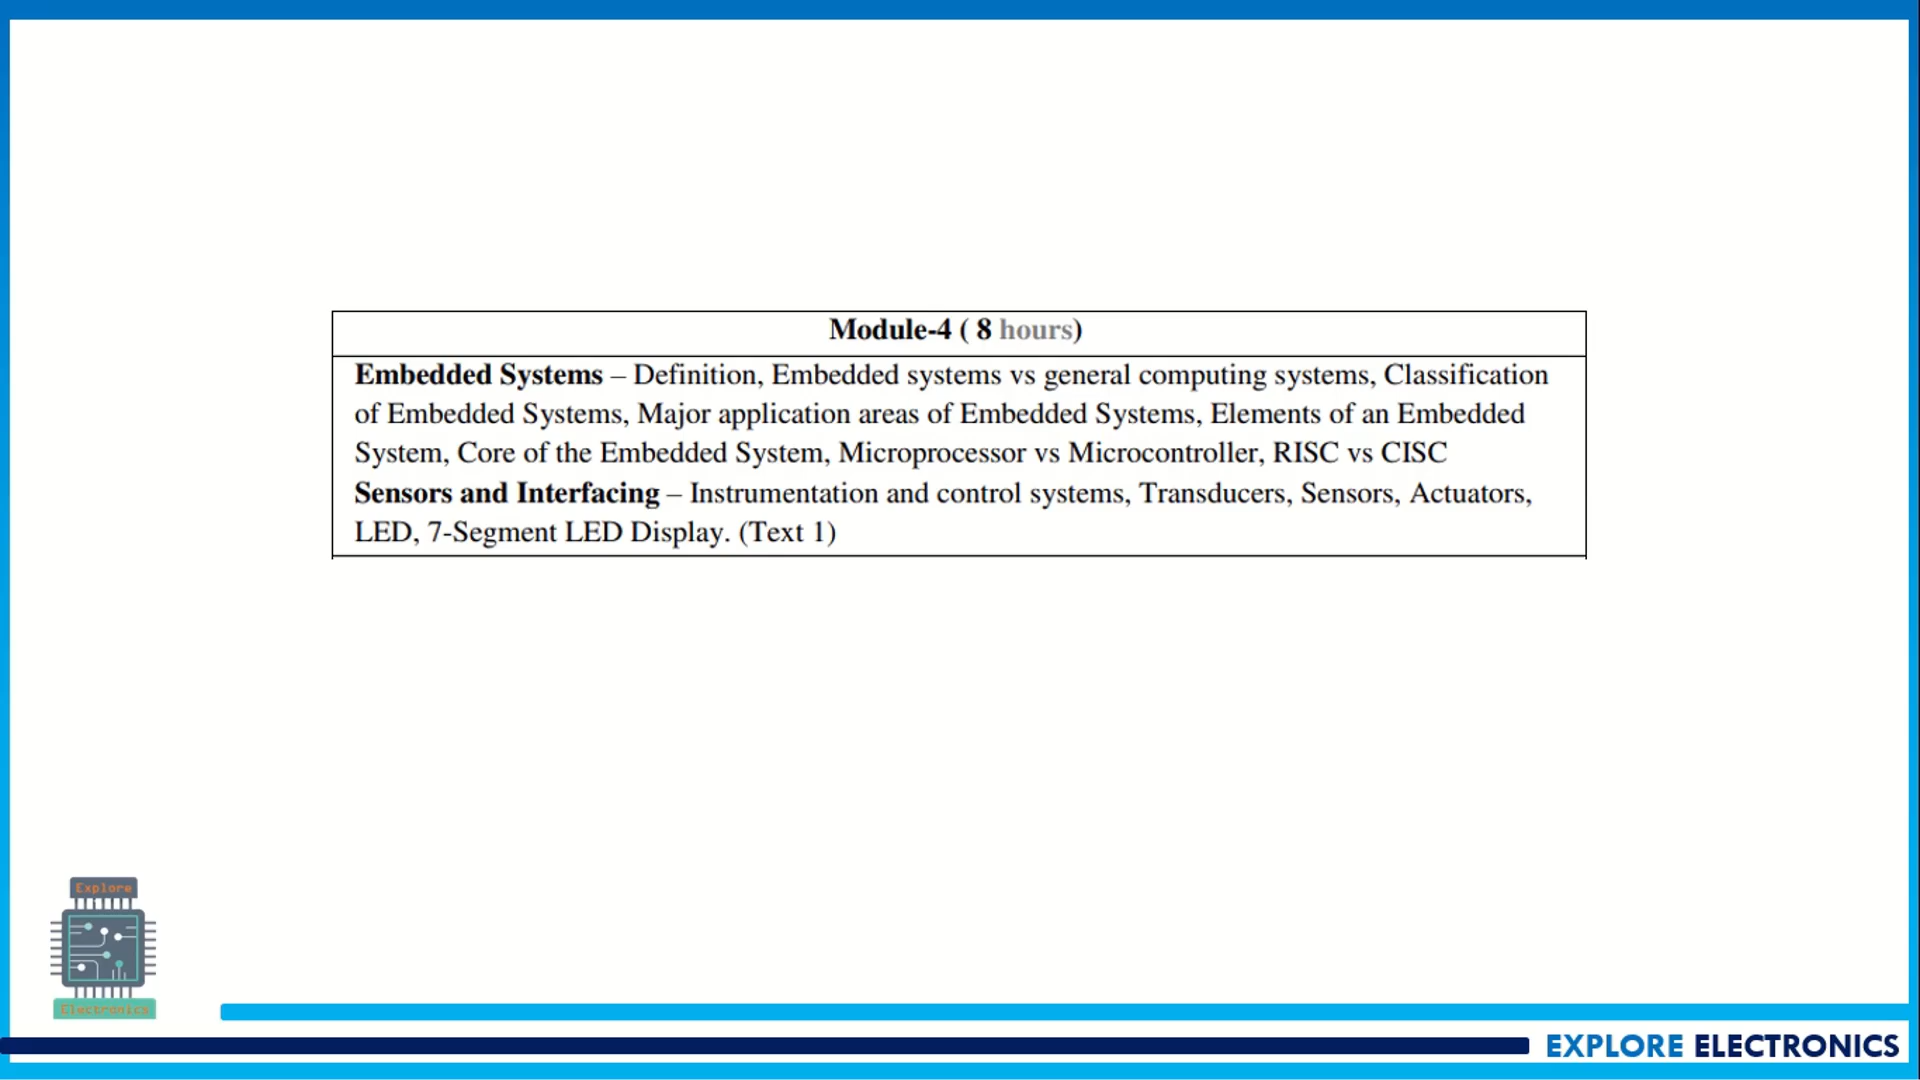 Module-4 ( 8 hours)
Embedded Systems – Definition, Embedded systems vs general computing systems, Classification
of Embedded Systems, Major application areas of Embedded Systems, Elements of an Embedded
System, Core of the Embedded System, Microprocessor vs Microcontroller, RISC vs CISC
Sensors and Interfacing – Instrumentation and control systems, Transducers, Sensors, Actuators,
LED, 7-Segment LED Display. (Text 1)
Explore
Electronics
EXPLORE ELECTRONICS